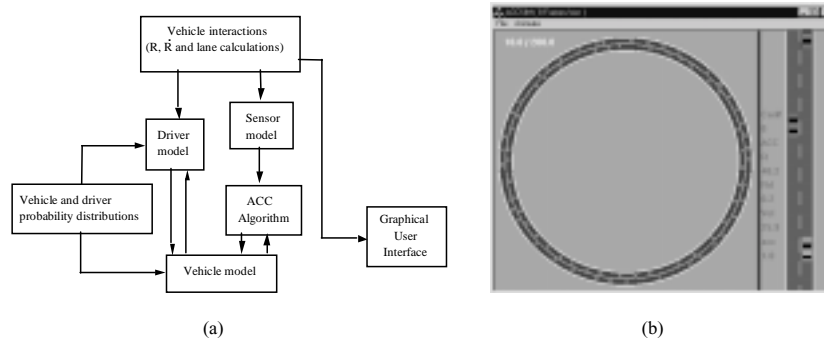 Vehicle interactions
(R, Ṙ and lane calculations)
Driver
model
Sensor
model
Vehicle and driver
probability distributions
ACC
Algorithm
Graphical
User
Interface
Vehicle model
(a)
(b)